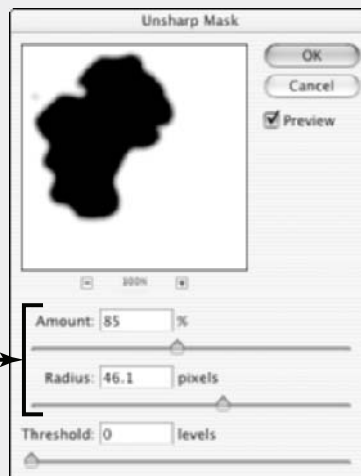 Unsharp Mask
OK
Cancel
Preview
100%
Amount: 85 %
Radius: 46.1 pixels
Threshold: 0 levels